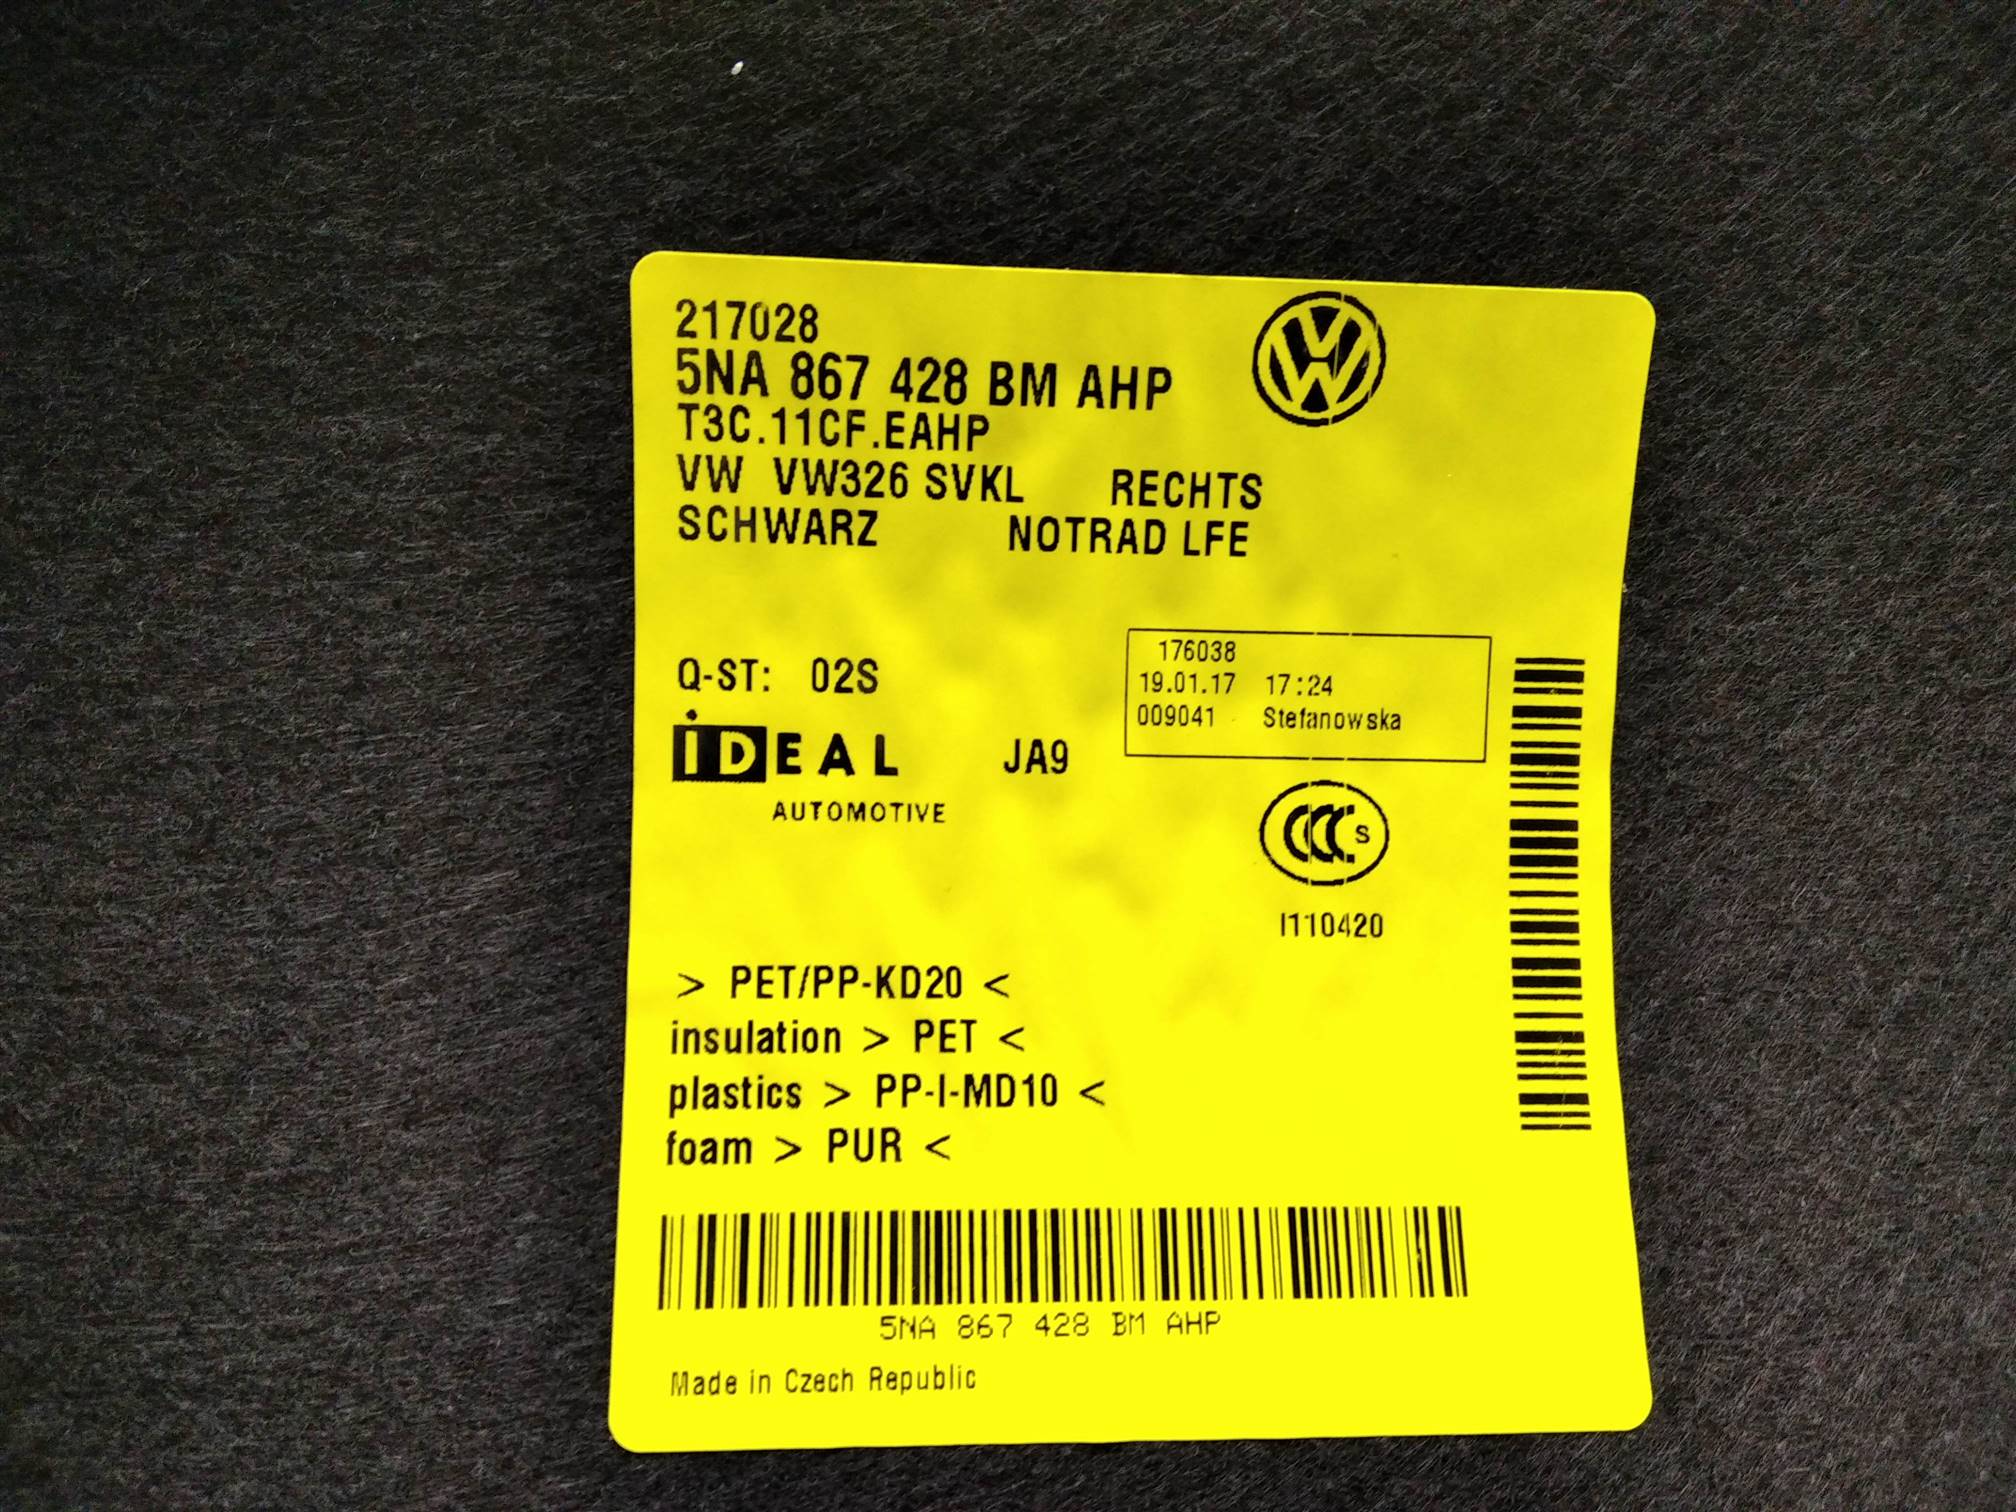 217028
5NA 867 428 BM AHP
T3C.11CF.EAHP
VW VW326 SVKL RECHTS
SCHWARZ NOTRAD LFE
176038
19.01.17 17:24
009041 Stefanowska
Q-ST: 02S
iDEAL JA9
AUTOMOTIVE
CCC S
I110420
> PET/PP-KD20 <
insulation > PET <
plastics > PP-I-MD10 <
foam > PUR <
5NA 867 428 BM AHP
Made in Czech Republic